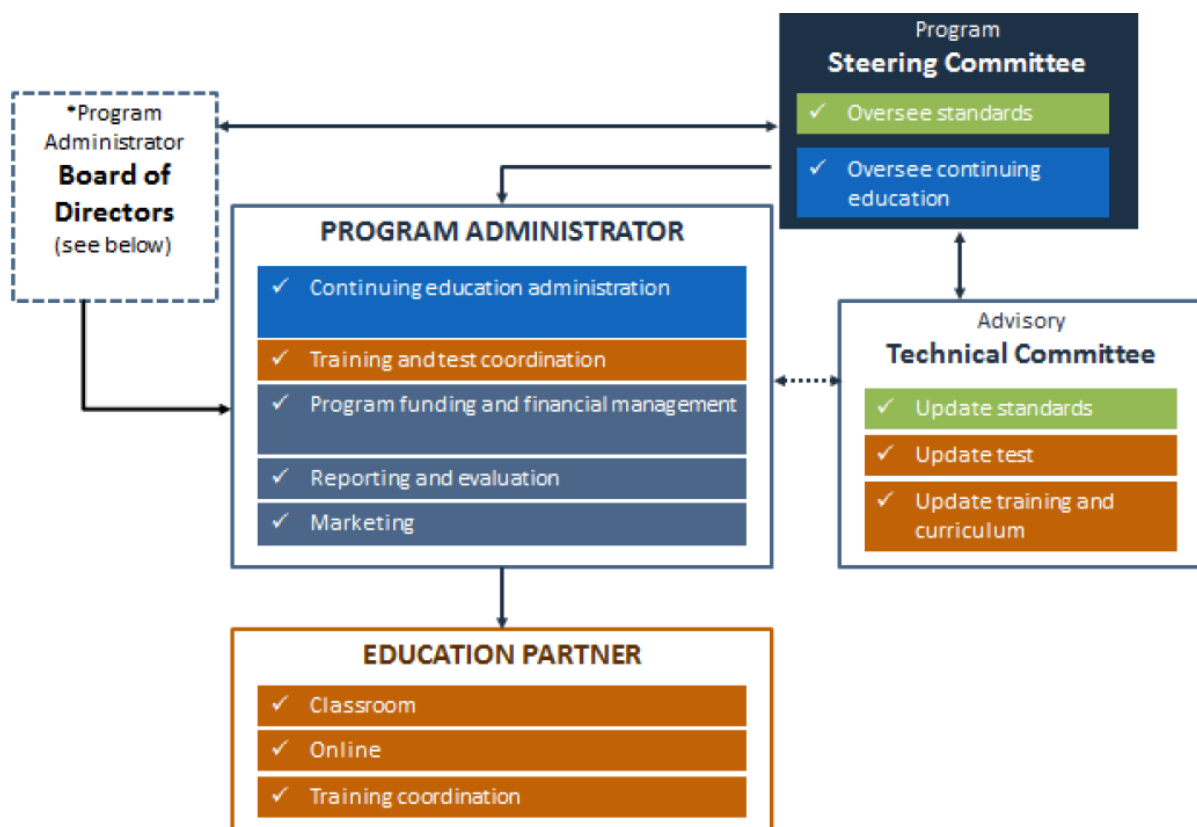 Program
Steering Committee
✓ Oversee standards
✓ Oversee continuing
education
*Program
Administrator
Board of
Directors
(see below)
PROGRAM ADMINISTRATOR
✓ Continuing education administration
✓ Training and test coordination
✓ Program funding and financial management
✓ Reporting and evaluation
✓ Marketing
Advisory
Technical Committee
✓ Update standards
✓ Update test
✓ Update training and
curriculum
EDUCATION PARTNER
✓ Classroom
✓ Online
✓ Training coordination